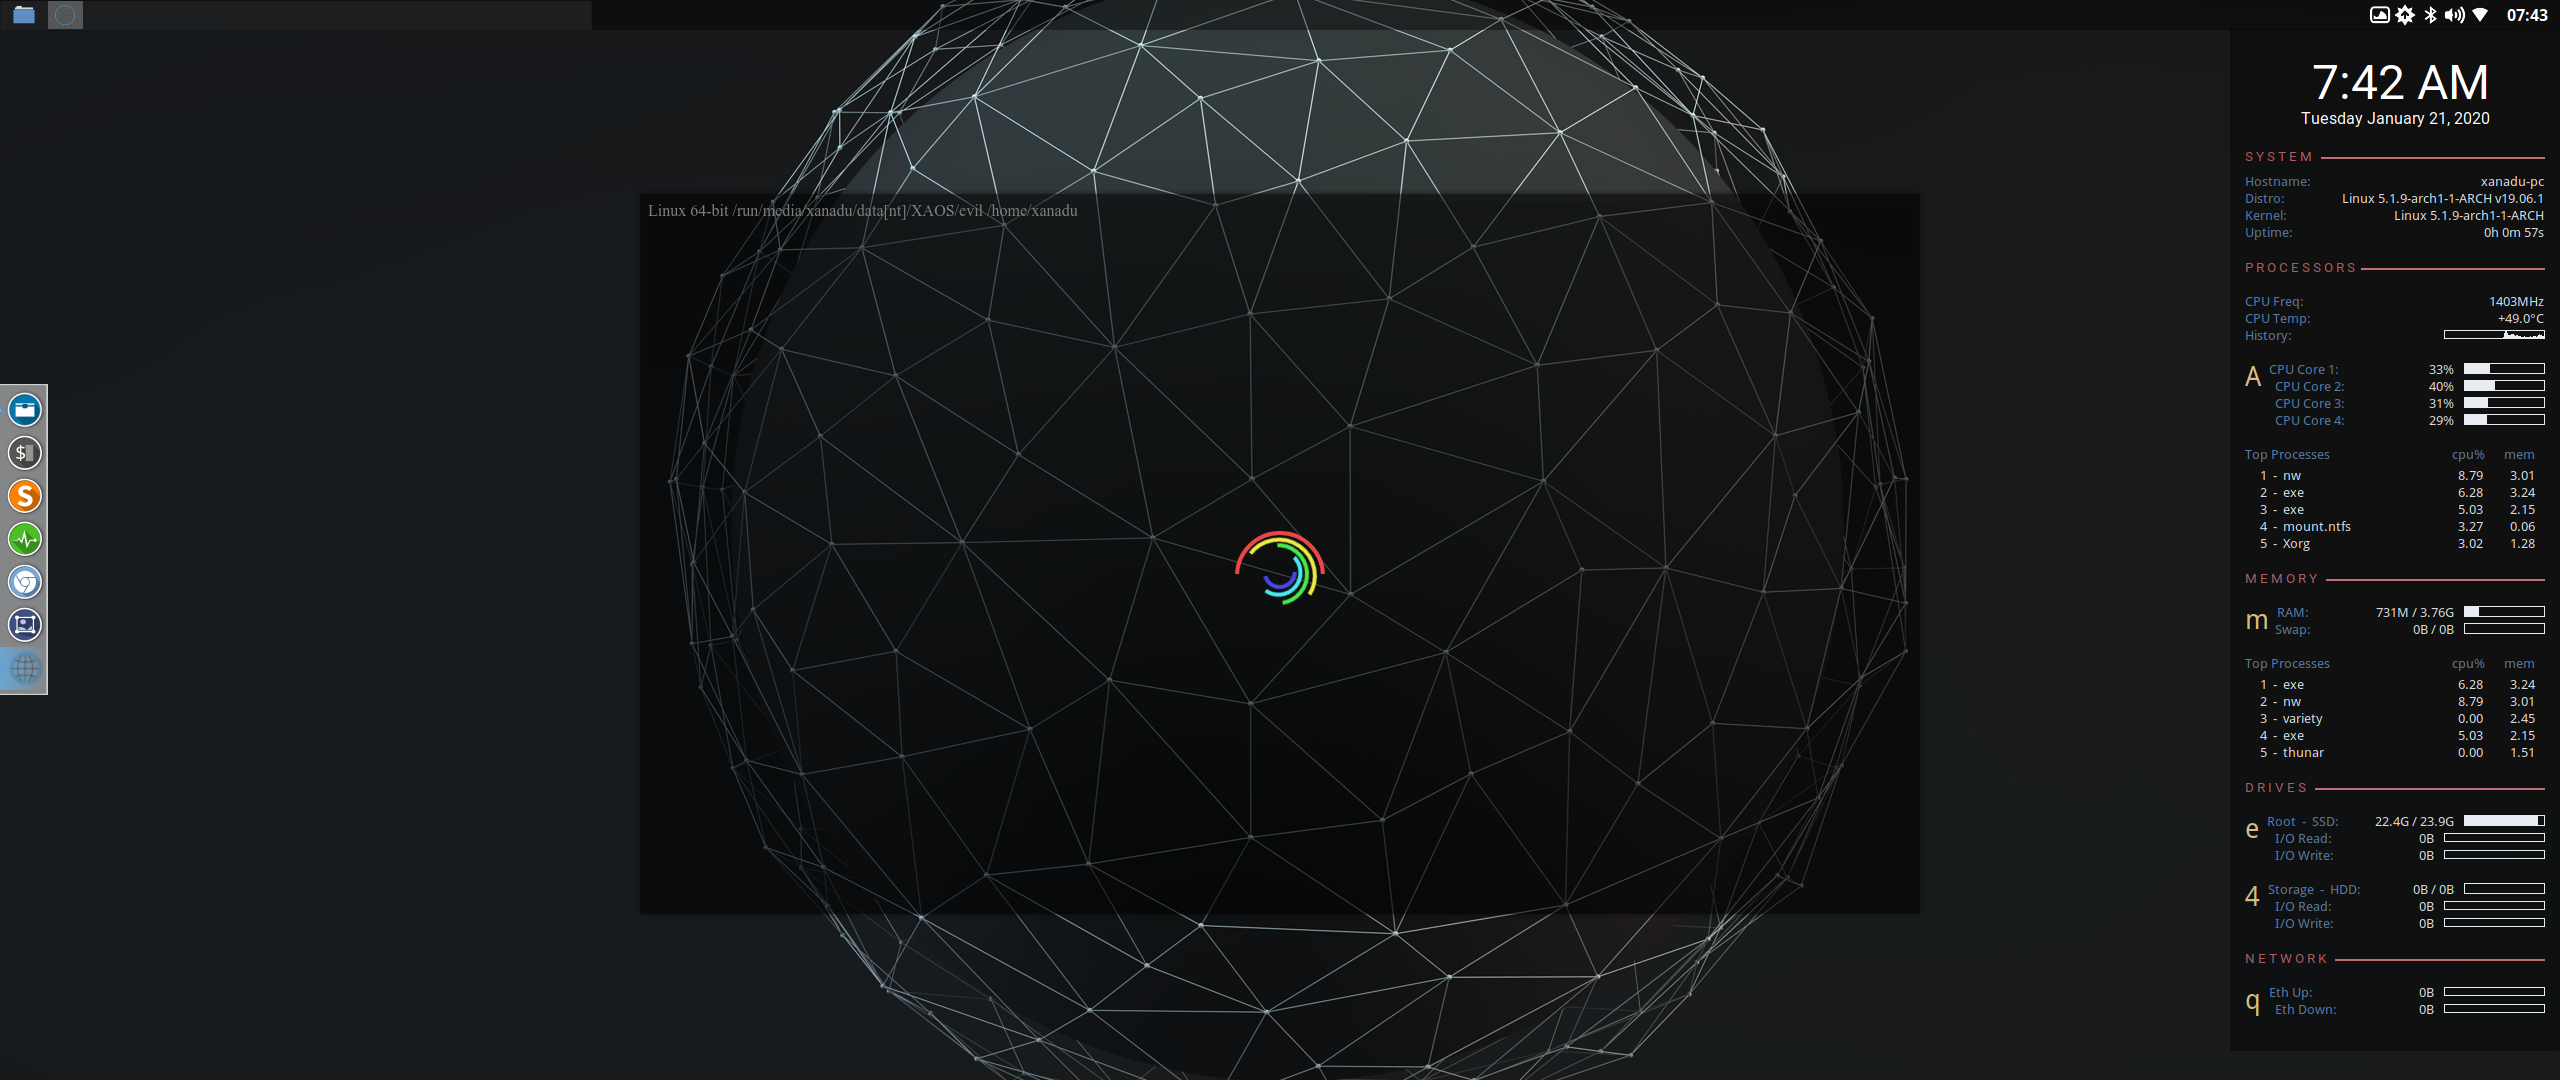 07:43
Linux 64-bit /run/media/xanadu/data[nt]/XAOS/evil /home/xanadu
$
S
7:42 AM
Tuesday January 21, 2020
SYSTEM
Hostname: xanadu-pc
Distro: Linux 5.1.9-arch1-1-ARCH v19.06.1
Kernel: Linux 5.1.9-arch1-1-ARCH
Uptime: 0h 0m 57s
PROCESSORS
CPU Freq: 1403MHz
CPU Temp: +49.0°C
History:
A CPU Core 1: 33%
CPU Core 2: 40%
CPU Core 3: 31%
CPU Core 4: 29%
Top Processes cpu% mem
1 - nw 8.79 3.01
2 - exe 6.28 3.24
3 - exe 5.03 2.15
4 - mount.ntfs 3.27 0.06
5 - Xorg 3.02 1.28
MEMORY
m RAM: 731M / 3.76G
Swap: 0B / 0B
Top Processes cpu% mem
1 - exe 6.28 3.24
2 - nw 8.79 3.01
3 - variety 0.00 2.45
4 - exe 5.03 2.15
5 - thunar 0.00 1.51
DRIVES
e Root - SSD: 22.4G / 23.9G
I/O Read: 0B
I/O Write: 0B
4 Storage - HDD: 0B / 0B
I/O Read: 0B
I/O Write: 0B
NETWORK
q Eth Up: 0B
Eth Down: 0B